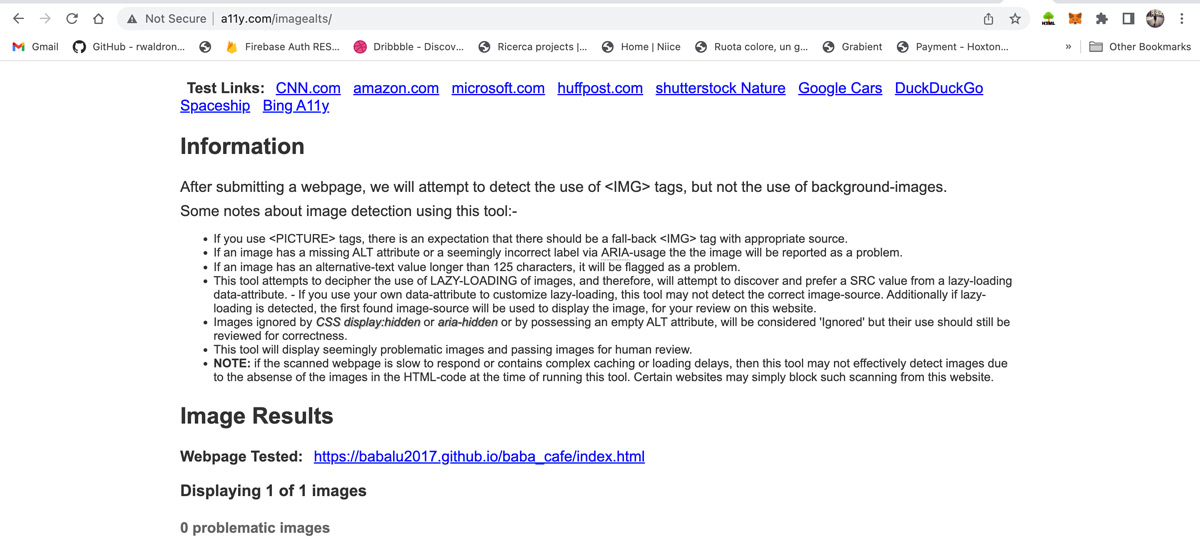 Not Secure | a11y.com/imagealts/
Gmail GitHub - rwaldron... Firebase Auth RES... Dribbble - Discov... Ricerca projects |... Home | Niice Ruota colore, un g... Grabient Payment - Hoxton... » Other Bookmarks
Test Links: CNN.com amazon.com microsoft.com huffpost.com shutterstock Nature Google Cars DuckDuckGo
Spaceship Bing A11y
Information
After submitting a webpage, we will attempt to detect the use of <IMG> tags, but not the use of background-images.
Some notes about image detection using this tool:-
• If you use <PICTURE> tags, there is an expectation that there should be a fall-back <IMG> tag with appropriate source.
• If an image has a missing ALT attribute or a seemingly incorrect label via ARIA-usage the the image will be reported as a problem.
• If an image has an alternative-text value longer than 125 characters, it will be flagged as a problem.
• This tool attempts to decipher the use of LAZY-LOADING of images, and therefore, will attempt to discover and prefer a SRC value from a lazy-loading
data-attribute. - If you use your own data-attribute to customize lazy-loading, this tool may not detect the correct image-source. Additionally if lazy-
loading is detected, the first found image-source will be used to display the image, for your review on this website.
• Images ignored by CSS display:hidden or aria-hidden or by possessing an empty ALT attribute, will be considered 'Ignored' but their use should still be
reviewed for correctness.
• This tool will display seemingly problematic images and passing images for human review.
• NOTE: if the scanned webpage is slow to respond or contains complex caching or loading delays, then this tool may not effectively detect images due
to the absense of the images in the HTML-code at the time of running this tool. Certain websites may simply block such scanning from this website.
Image Results
Webpage Tested: https://babalu2017.github.io/baba_cafe/index.html
Displaying 1 of 1 images
0 problematic images